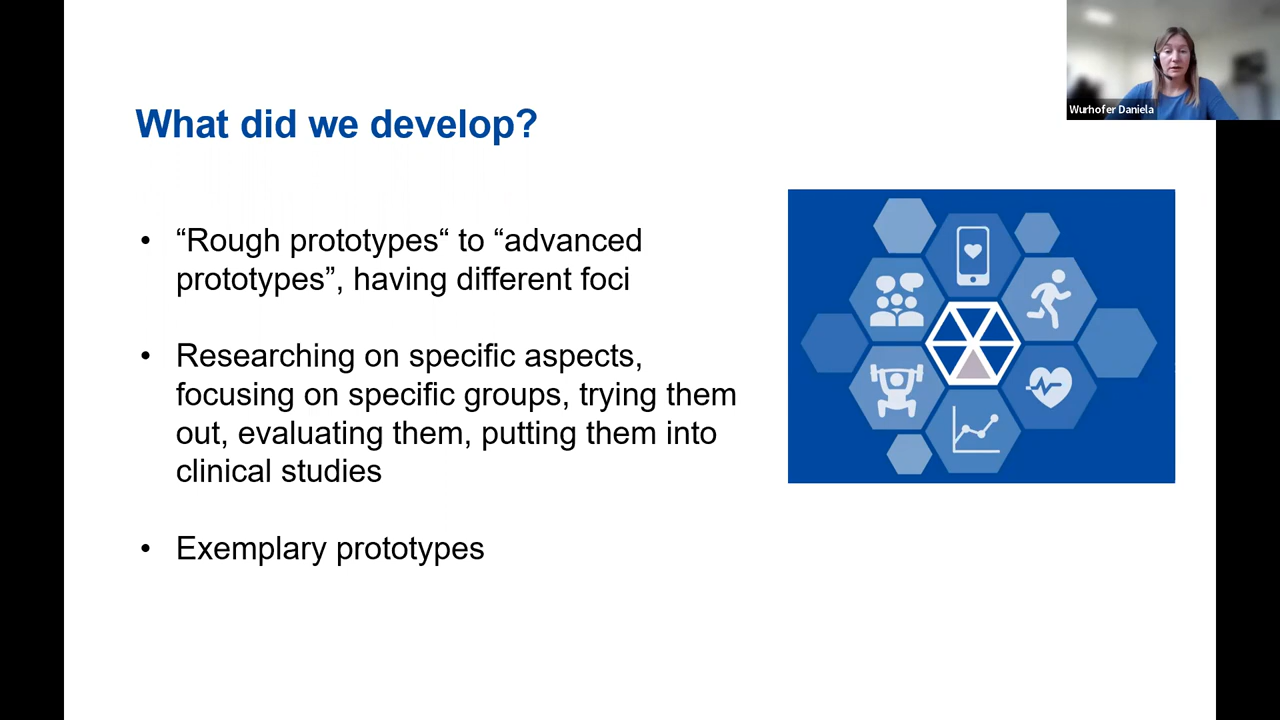 Wurhofer Daniela
What did we develop?
• “Rough prototypes“ to “advanced
prototypes”, having different foci
• Researching on specific aspects,
focusing on specific groups, trying them
out, evaluating them, putting them into
clinical studies
• Exemplary prototypes